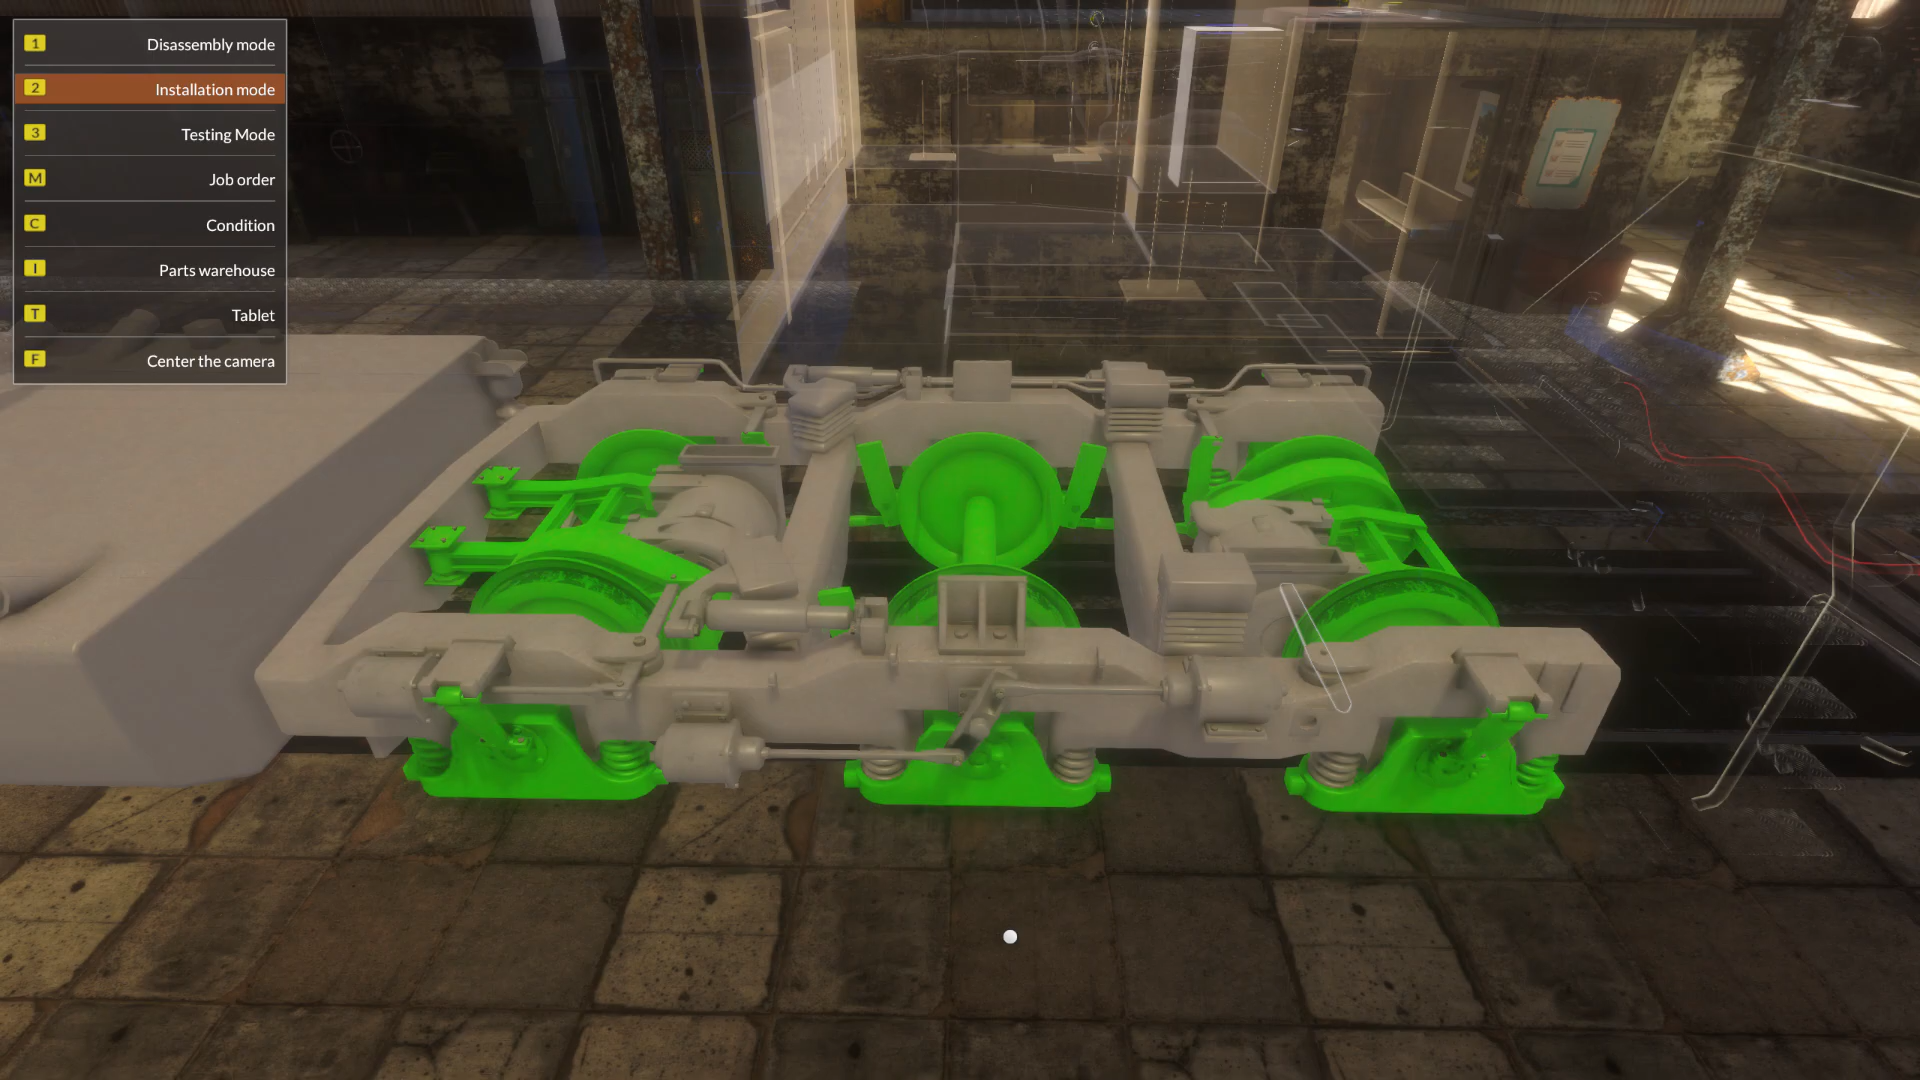 1 Disassembly mode
2 Installation mode
3 Testing Mode
M Job order
C Condition
I Parts warehouse
T Tablet
F Center the camera